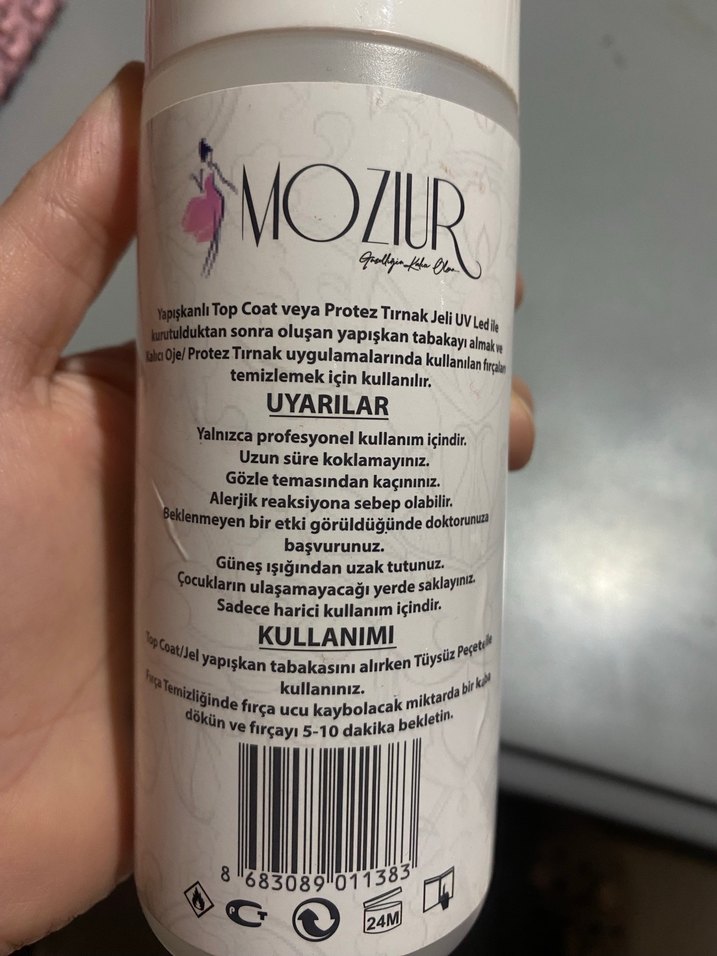 MOZIUR
Güzelliğin Kalıcı Olsun
Yapışkanlı Top Coat veya Protez Tırnak Jeli UV Led ile
kurutulduktan sonra oluşan yapışkan tabakayı almak ve
Kalıcı Oje/ Protez Tırnak uygulamalarında kullanılan fırçaları
temizlemek için kullanılır.
UYARILAR
Yalnızca profesyonel kullanım içindir.
Uzun süre koklamayınız.
Gözle temasından kaçınınız.
Alerjik reaksiyona sebep olabilir.
Beklenmeyen bir etki görüldüğünde doktorunuza
başvurunuz.
Güneş ışığından uzak tutunuz.
Çocukların ulaşamayacağı yerde saklayınız.
Sadece harici kullanım içindir.
KULLANIMI
Top Coat/Jel yapışkan tabakasını alırken Tüysüz Peçete ile
kullanınız.
Fırça Temizliğinde fırça ucu kaybolacak miktarda bir kaba
dökün ve fırçayı 5-10 dakika bekletin.
8 683089 011383
24M